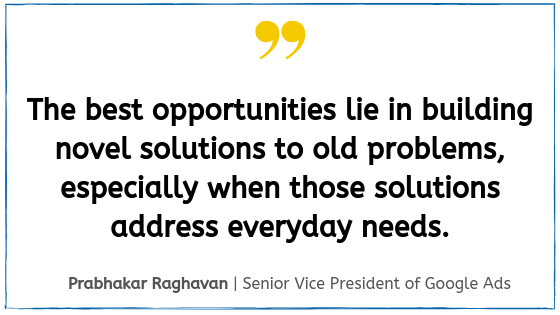 The best opportunities lie in building
novel solutions to old problems,
especially when those solutions
address everyday needs.
Prabhakar Raghavan | Senior Vice President of Google Ads